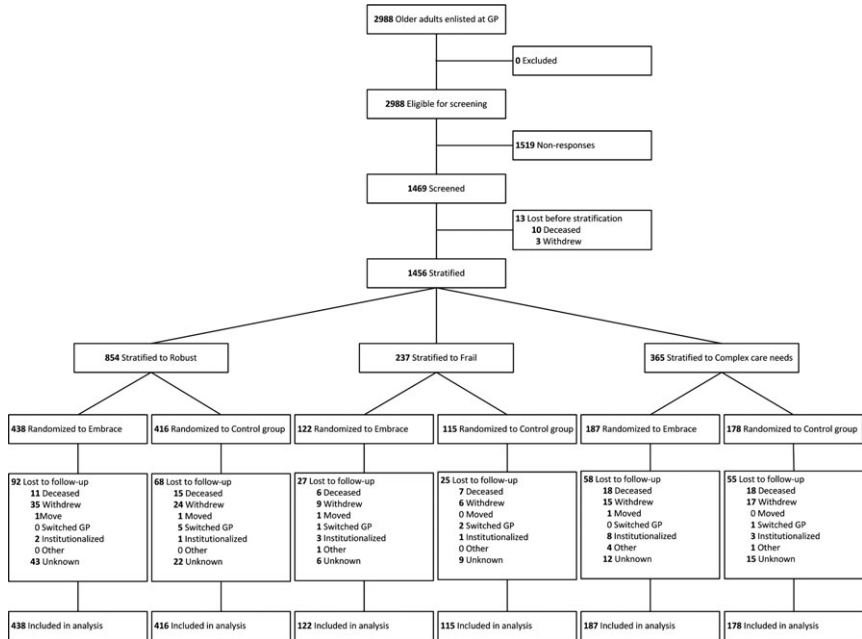 2988 Older adults enlisted at GP
0 Excluded
2988 Eligible for screening
1519 Non-responses
1469 Screened
13 Lost before stratification
10 Deceased
3 Withdrew
1456 Stratified
854 Stratified to Robust
237 Stratified to Frail
365 Stratified to Complex care needs
438 Randomized to Embrace
416 Randomized to Control group
122 Randomized to Embrace
115 Randomized to Control group
187 Randomized to Embrace
178 Randomized to Control group
92 Lost to follow-up
11 Deceased
35 Withdrew
1 Move
0 Switched GP
2 Institutionalized
0 Other
43 Unknown
68 Lost to follow-up
15 Deceased
24 Withdrew
1 Moved
5 Switched GP
1 Institutionalized
0 Other
22 Unknown
27 Lost to follow-up
6 Deceased
9 Withdrew
1 Moved
1 Switched GP
3 Institutionalized
1 Other
6 Unknown
25 Lost to follow-up
7 Deceased
6 Withdrew
0 Moved
2 Switched GP
1 Institutionalized
0 Other
9 Unknown
58 Lost to follow-up
18 Deceased
15 Withdrew
1 Moved
0 Switched GP
8 Institutionalized
4 Other
12 Unknown
55 Lost to follow-up
18 Deceased
17 Withdrew
0 Moved
1 Switched GP
3 Institutionalized
1 Other
15 Unknown
438 Included in analysis
416 Included in analysis
122 Included in analysis
115 Included in analysis
187 Included in analysis
178 Included in analysis